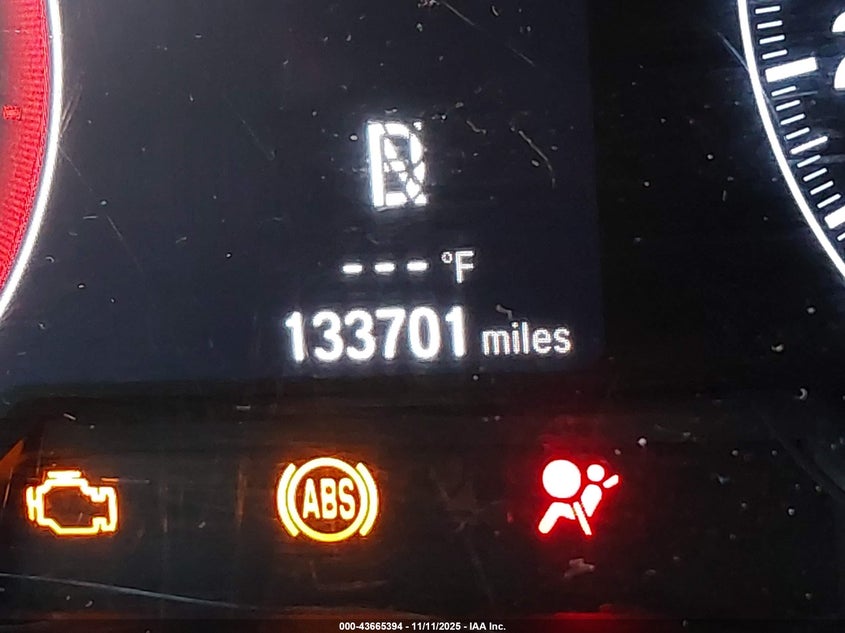 °F
133701 miles
ABS
000-43665394 - 11/11/2025 - IAA Inc.